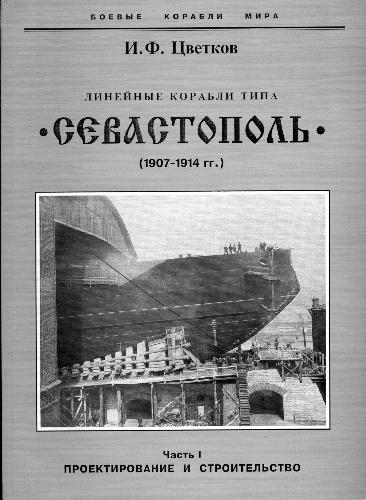 БОЕВЫЕ КОРАБЛИ МИРА
И.Ф. Цветков
ЛИНЕЙНЫЕ КОРАБЛИ ТИПА
•СЕВАСТОПОЛЬ•
(1907-1914 гг.)
Часть I
ПРОЕКТИРОВАНИЕ И СТРОИТЕЛЬСТВО